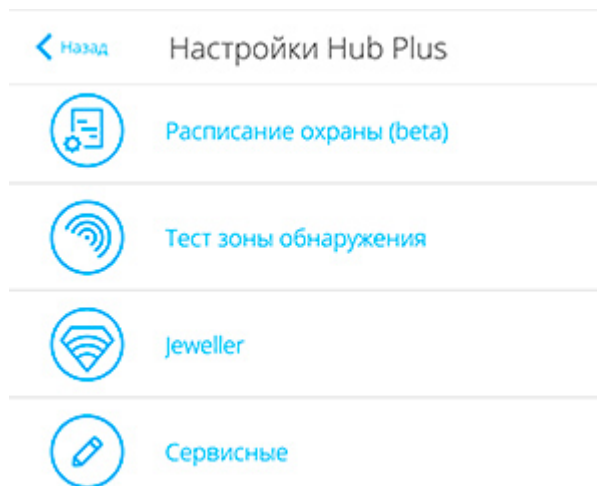 Назад
Настройки Hub Plus
Расписание охраны (beta)
Тест зоны обнаружения
Jeweller
Сервисные